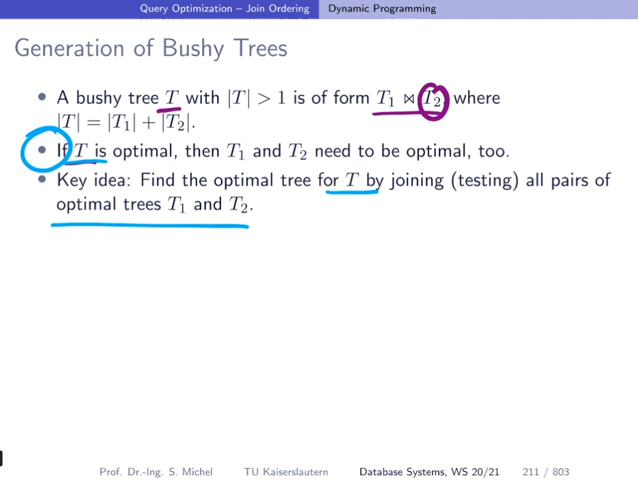 Query Optimization – Join Ordering Dynamic Programming
Generation of Bushy Trees
• A bushy tree T with |T| > 1 is of form T₁ ⋈ T₂, where
|T| = |T₁| + |T₂|.
• If T is optimal, then T₁ and T₂ need to be optimal, too.
• Key idea: Find the optimal tree for T by joining (testing) all pairs of
optimal trees T₁ and T₂.
Prof. Dr.-Ing. S. Michel TU Kaiserslautern Database Systems, WS 20/21 211 / 803